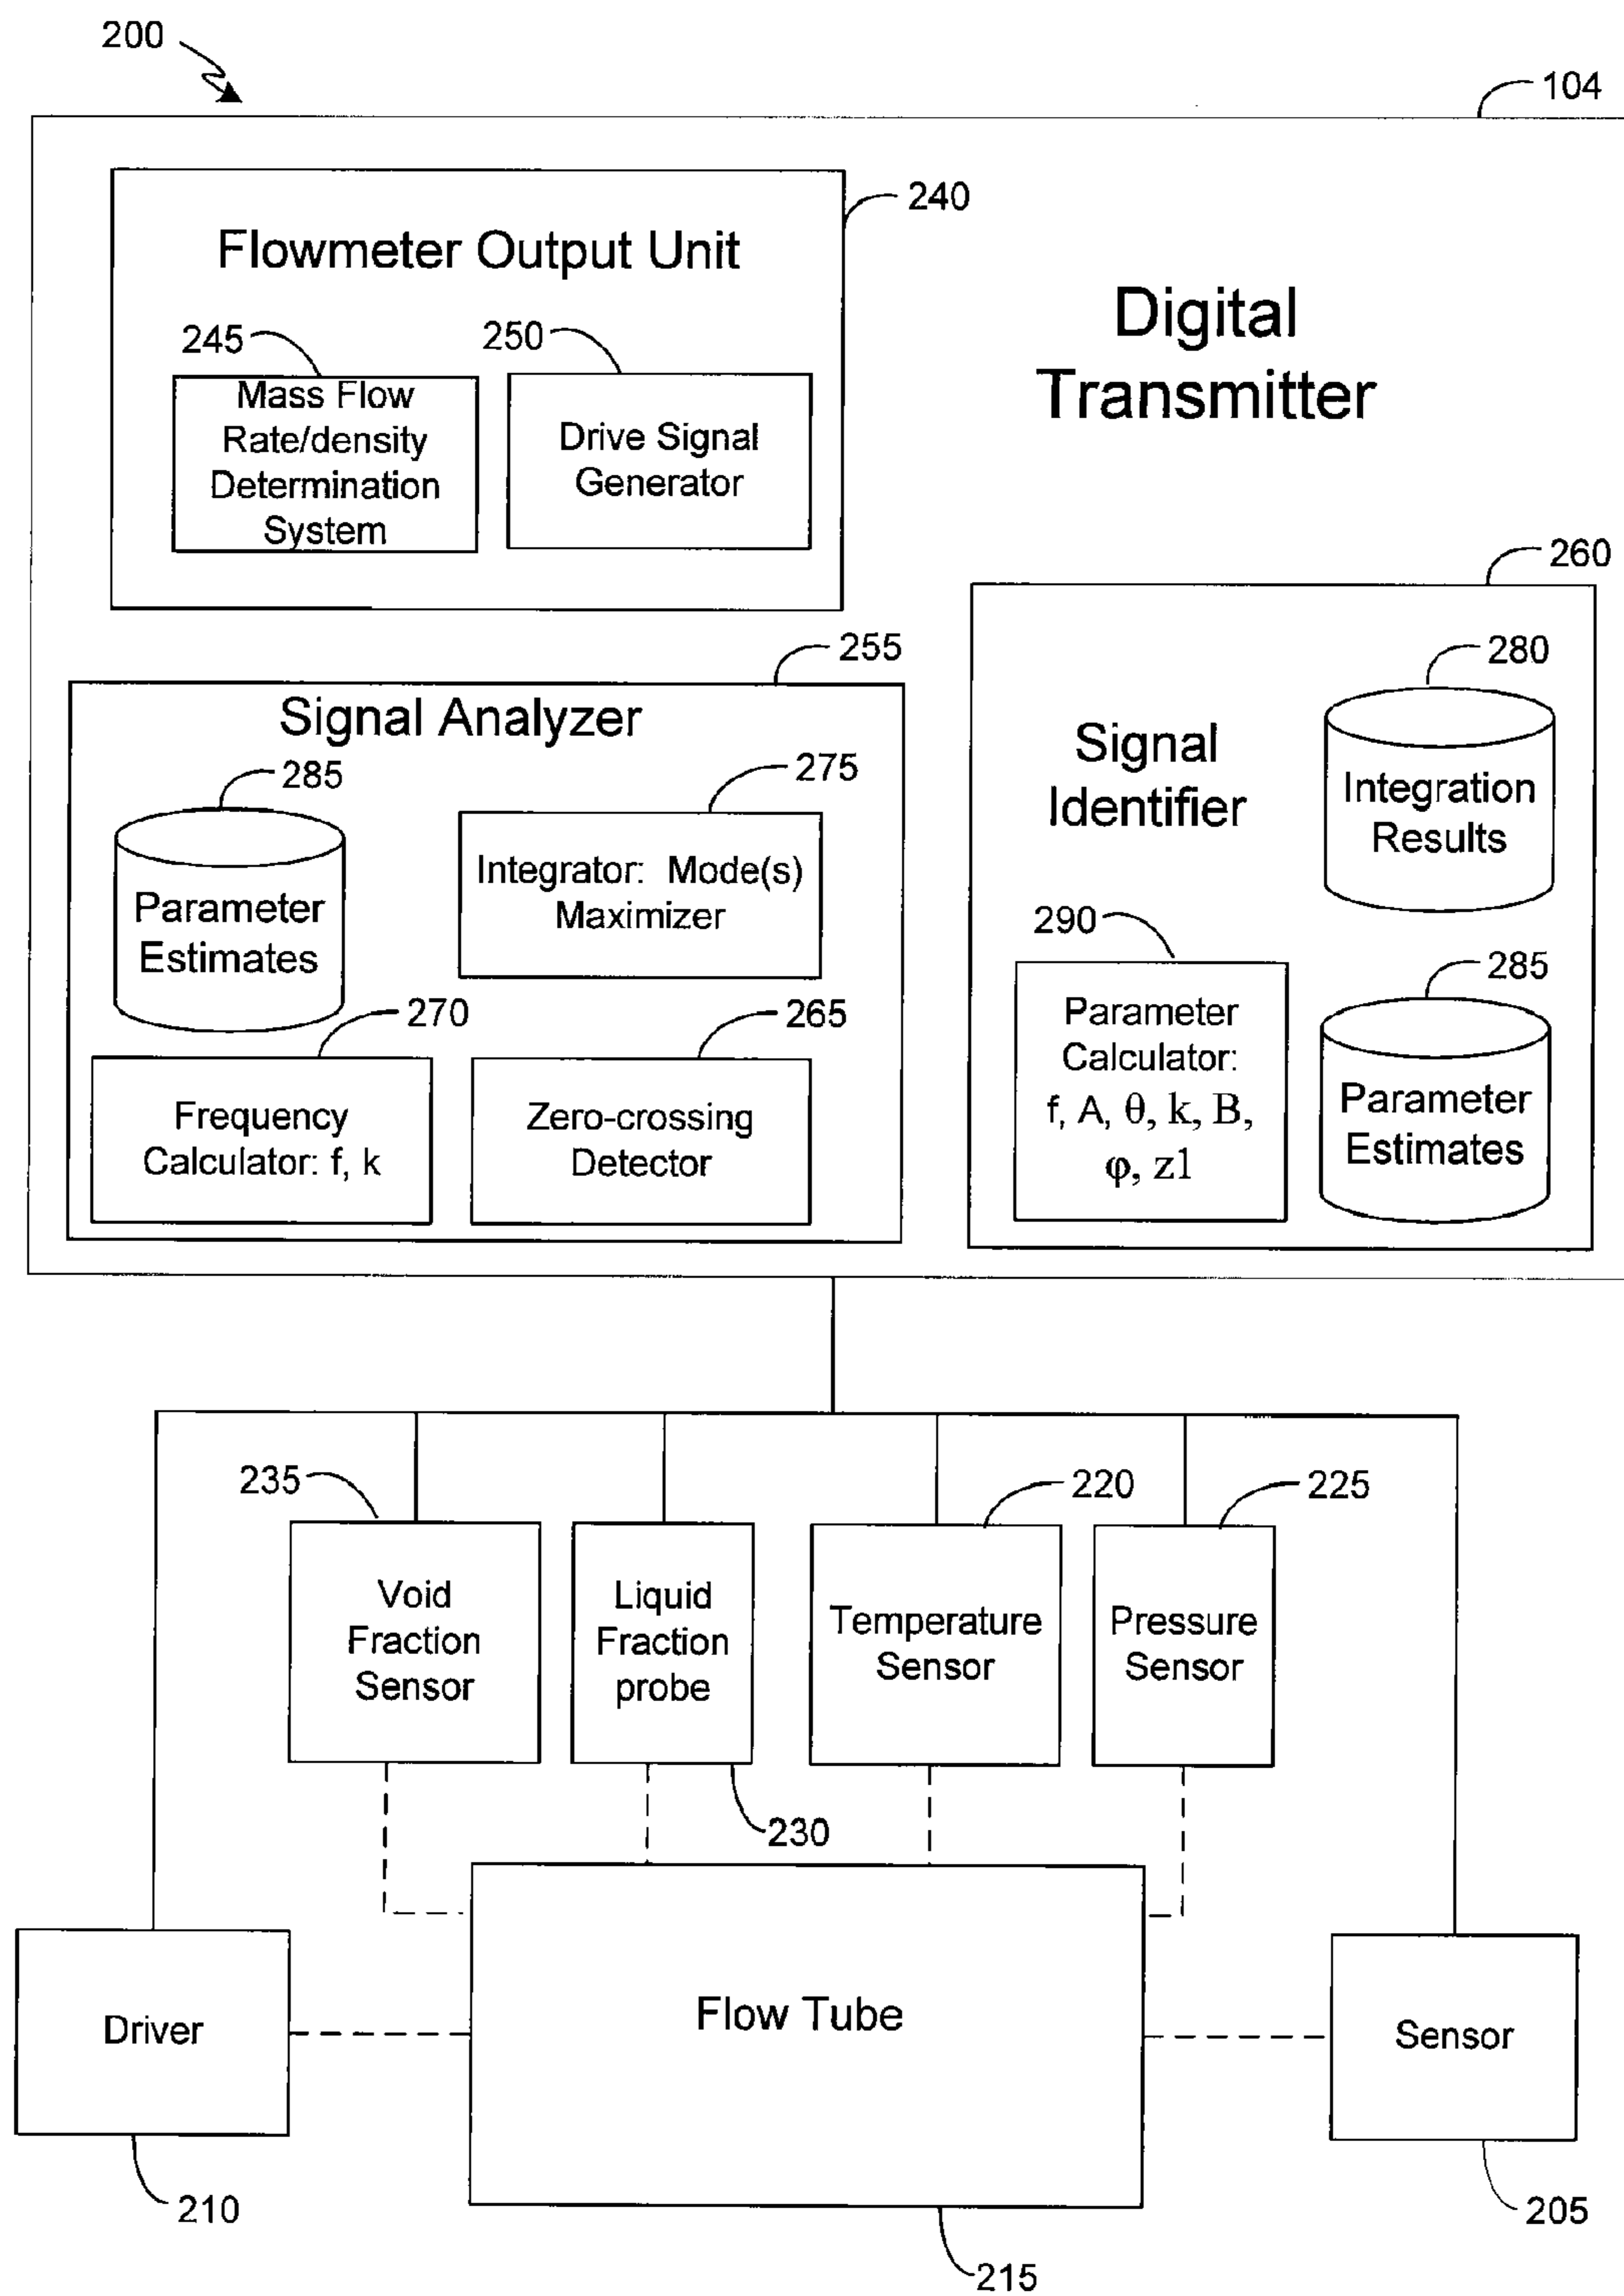 200
104
240
Flowmeter Output Unit
Digital
Transmitter
245
250
Mass Flow
Rate/density
Determination
System
Drive Signal
Generator
260
255
Signal Analyzer
285
275
Parameter
Estimates
Integrator: Mode(s)
Maximizer
270
265
Frequency
Calculator: f, k
Zero-crossing
Detector
280
Signal
Identifier
Integration
Results
290
285
Parameter
Calculator:
f, A, θ, k, B,
φ, z1
Parameter
Estimates
235
220
225
Void
Fraction
Sensor
Liquid
Fraction
probe
Temperature
Sensor
Pressure
Sensor
230
Driver
Flow Tube
Sensor
210
205
215